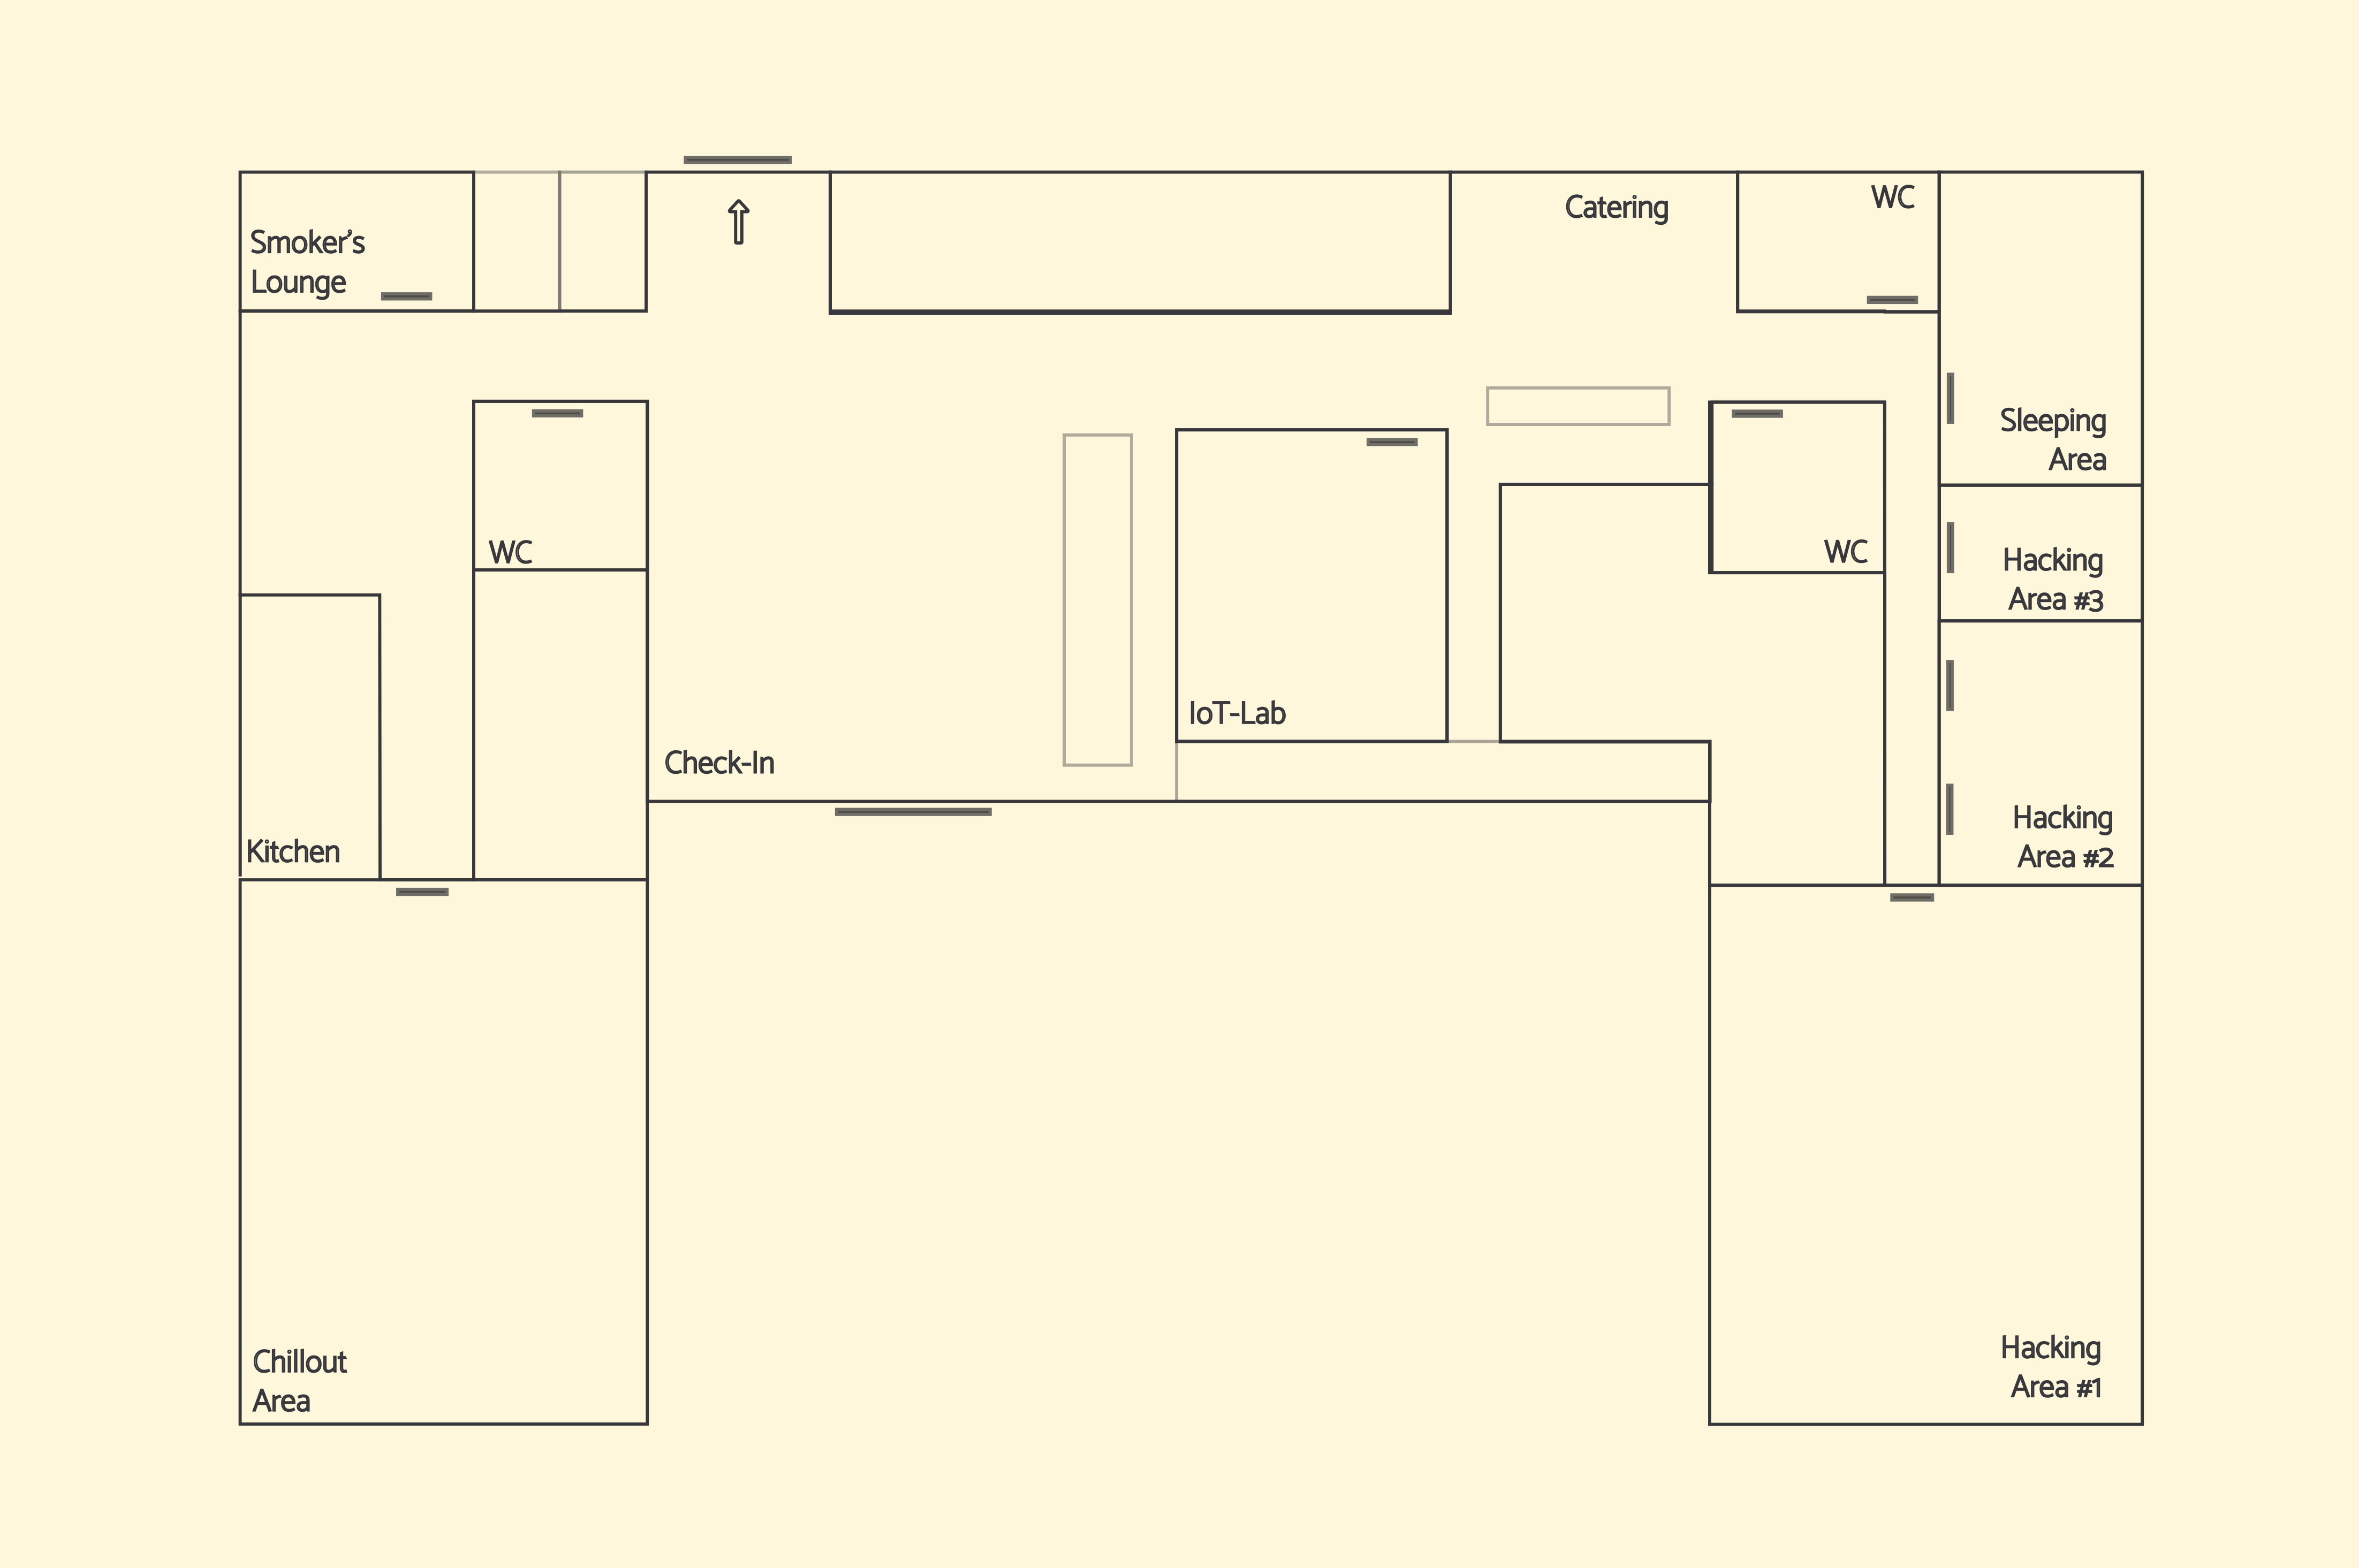 Smoker's
Lounge
⇧
Catering
WC
Sleeping
Area
WC
WC
Hacking
Area #3
IoT-Lab
Check-In
Kitchen
Hacking
Area #2
Chillout
Area
Hacking
Area #1